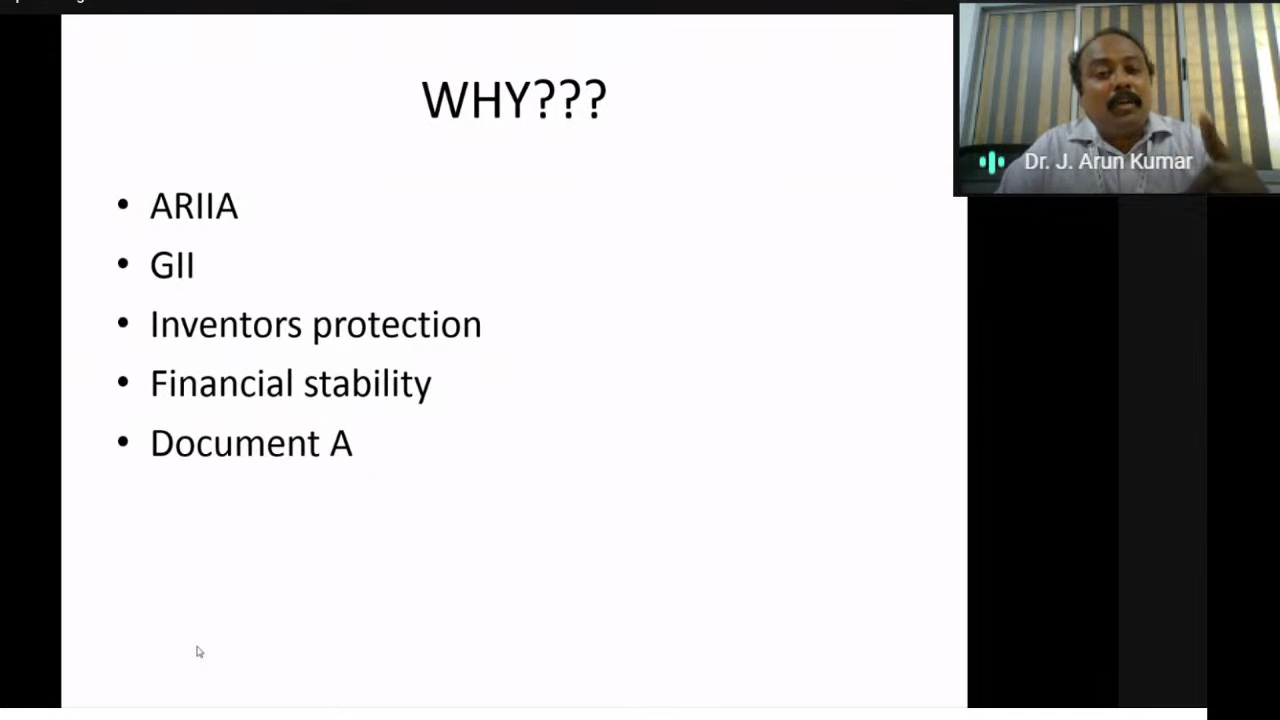 WHY???
Dr. J. Arun Kumar
• ARIIA
• GII
• Inventors protection
• Financial stability
• Document A